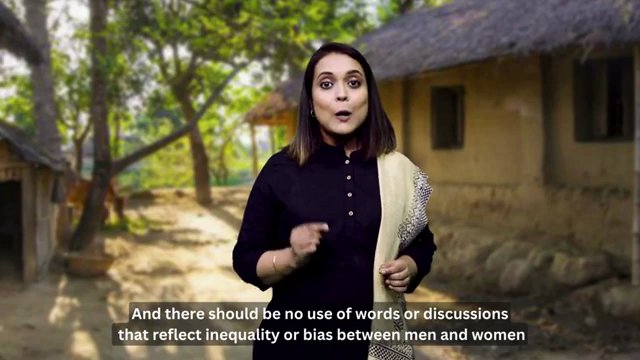 And there should be no use of words or discussions
that reflect inequality or bias between men and women